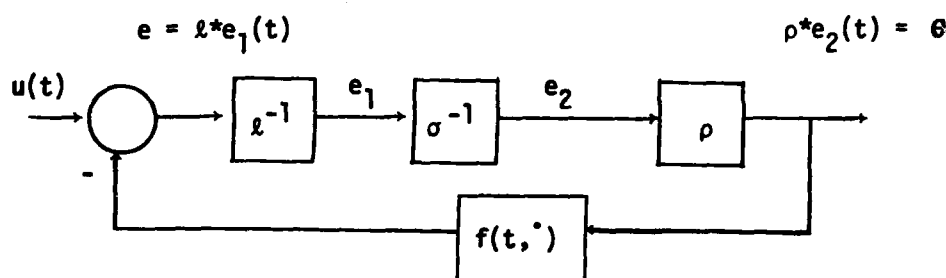 e = ℓ*e₁(t)
ρ*e₂(t) =
u(t)
ℓ⁻¹
e₁
σ⁻¹
e₂
ρ
-
f(t,·)